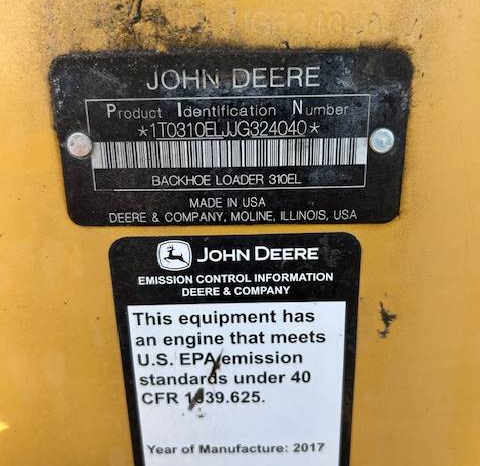 JOHN DEERE
Product Identification Number
*1T0310ELJJG324040*
BACKHOE LOADER 310EL
MADE IN USA
DEERE & COMPANY, MOLINE, ILLINOIS, USA
JOHN DEERE
EMISSION CONTROL INFORMATION
DEERE & COMPANY
This equipment has
an engine that meets
U.S. EPA emission
standards under 40
CFR 1039.625.
Year of Manufacture: 2017